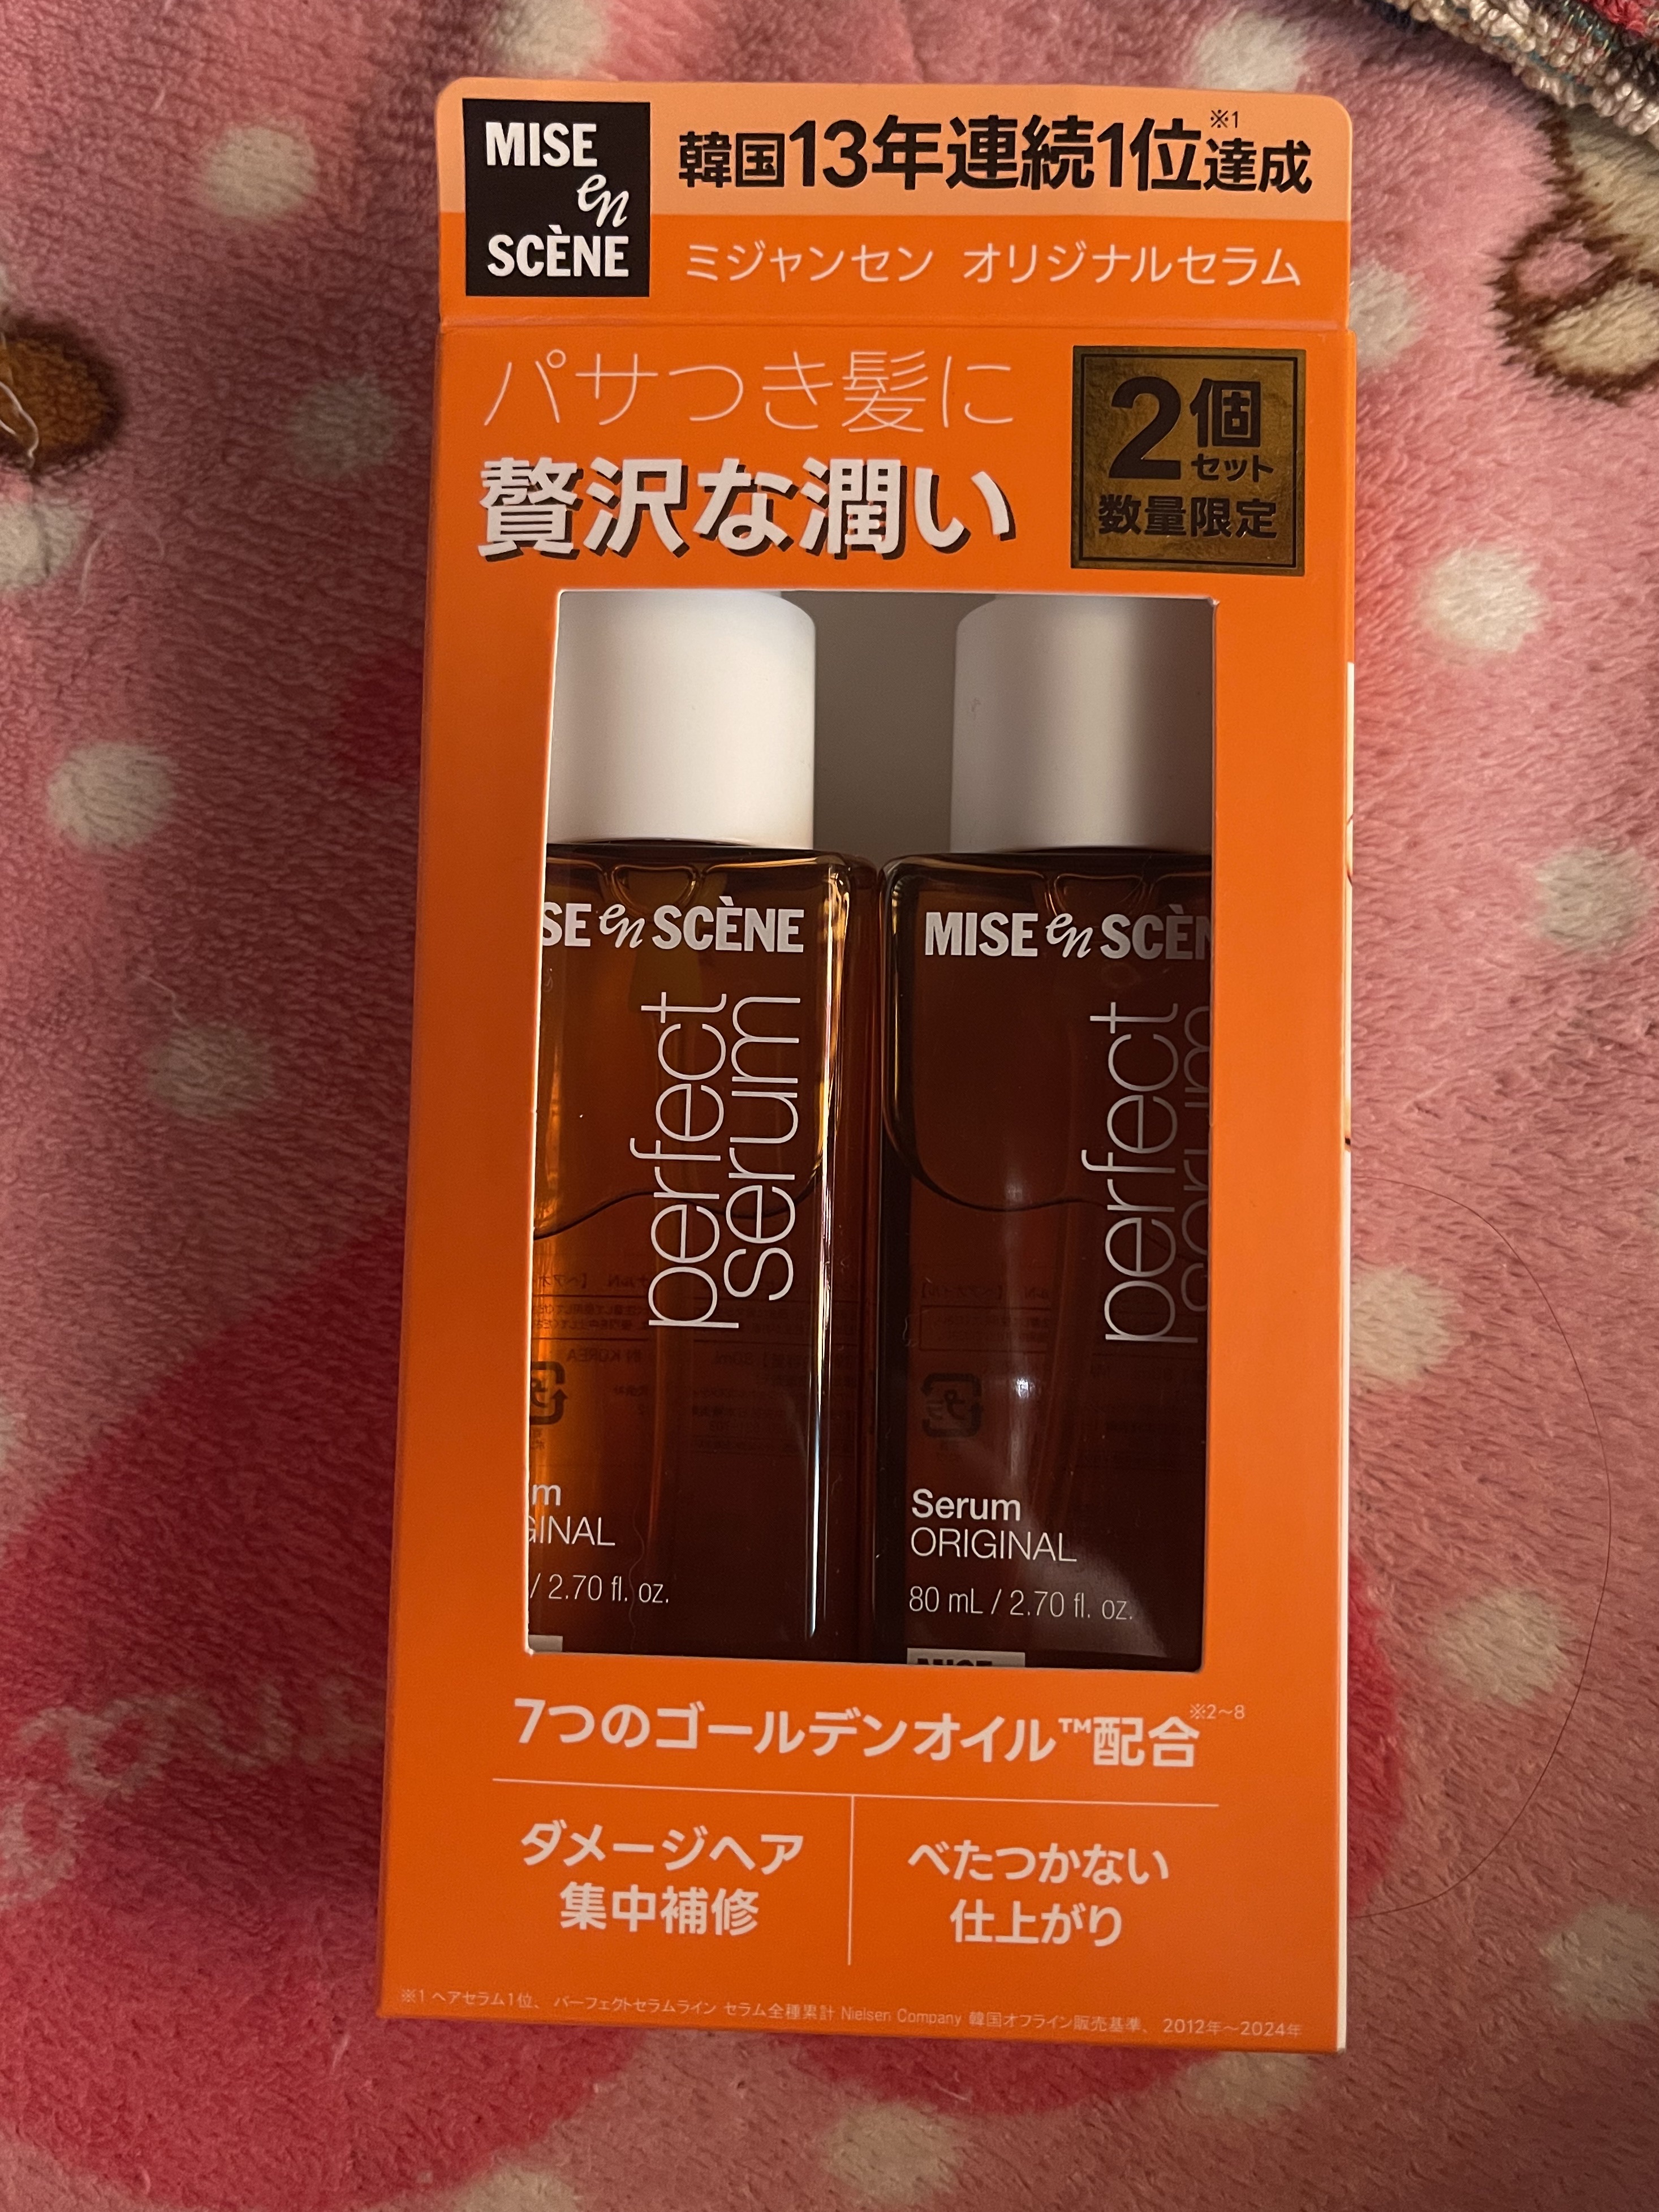 MISE
en
SCÈNE
韓国13年連続1位※1達成
ミジャンセン オリジナルセラム
パサつき髪に
贅沢な潤い
2個
セット
数量限定
SE en SCÈNE
perfect
serum
GINAL
/ 2.70 fl. oz.
MISE en SCÈN
perfect
serum
Serum
ORIGINAL
80 mL / 2.70 fl. oz.
7つのゴールデンオイル™配合※2~8
ダメージヘア
集中補修
べたつかない
仕上がり
※1 ヘアセラム1位、パーフェクトセラムライン セラム全種累計 Nielsen Company 韓国オフライン販売基準、2012年~2024年